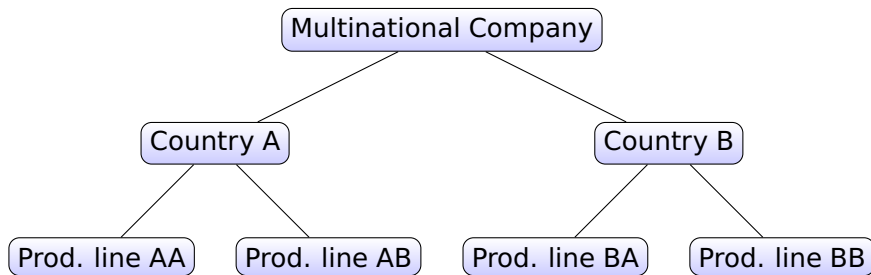 Multinational Company
Country A
Country B
Prod. line AA
Prod. line AB
Prod. line BA
Prod. line BB